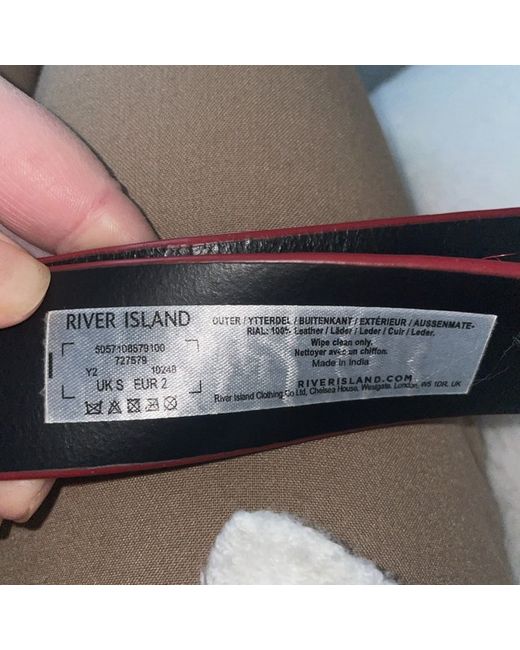 RIVER ISLAND
5057108579100
727579
Y2 10248
UK S EUR 2
OUTER / YTTERDEL / BUITENKANT / EXTÉRIEUR / AUSSENMATE-
RIAL: 100% Leather / Läder / Leder / Cuir / Leder.
Wipe clean only.
Nettoyer avec un chiffon.
Made in India
RIVERISLAND.COM
River Island Clothing Co Ltd, Chelsea House, Westgate, London, W5 1DR, UK